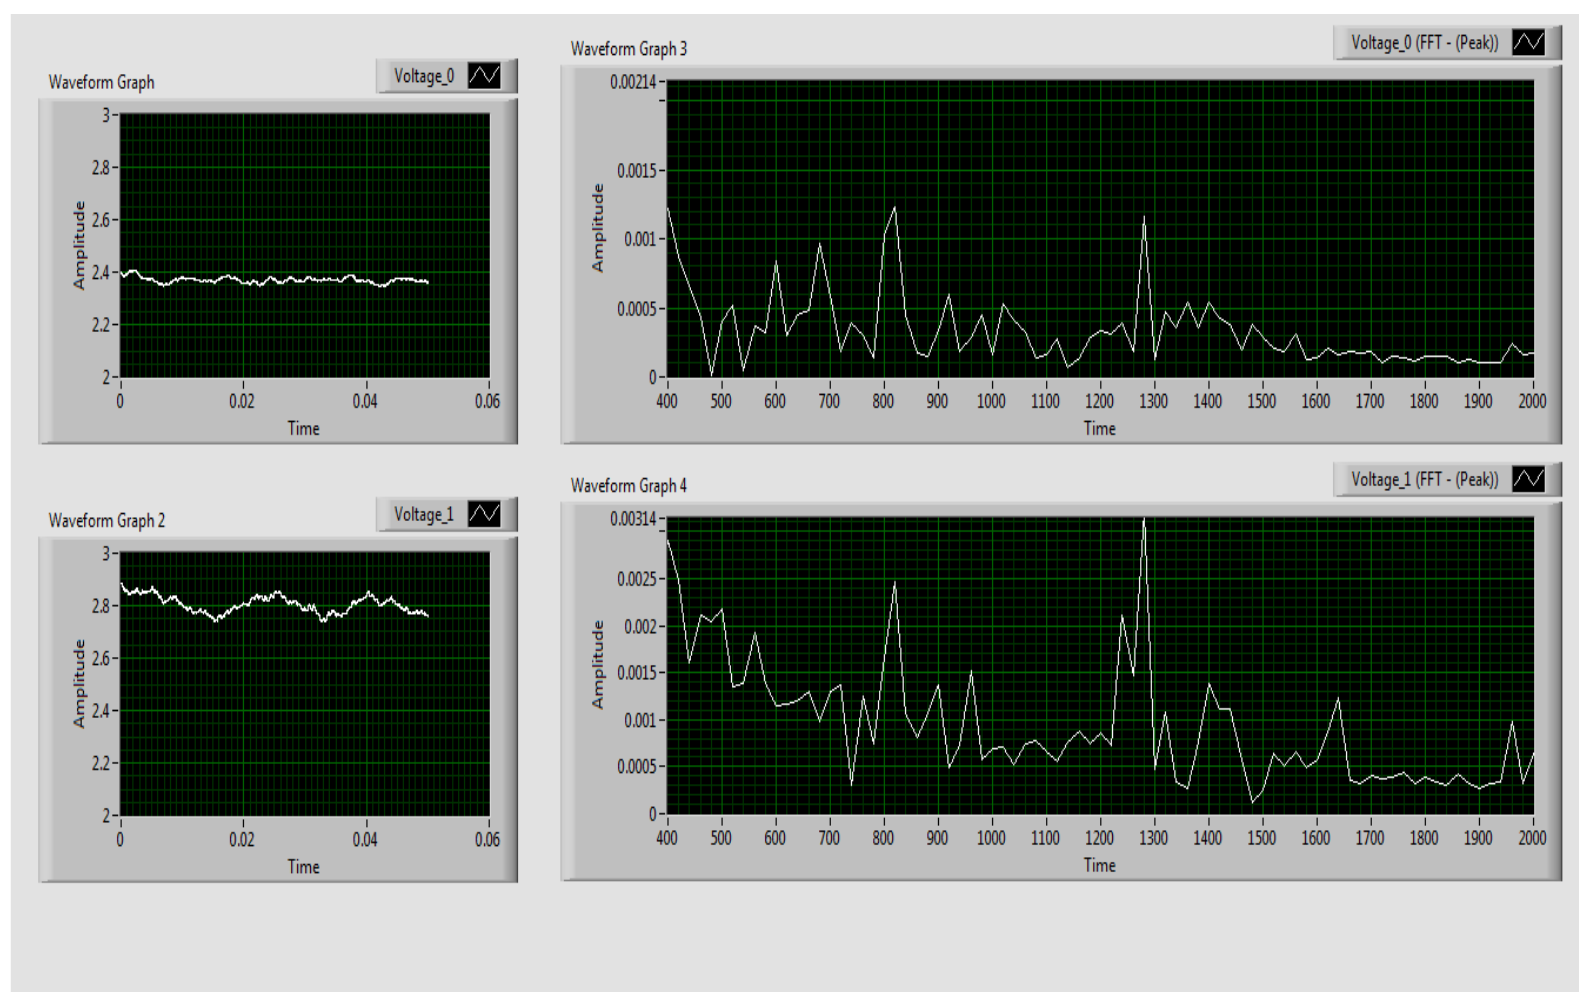 Waveform Graph
Voltage_0
3
2.8
2.6
2.4
2.2
2
Amplitude
0 0.02 0.04 0.06
Time
Waveform Graph 3
Voltage_0 (FFT - (Peak))
0.00214
0.0015
0.001
0.0005
0
Amplitude
400 500 600 700 800 900 1000 1100 1200 1300 1400 1500 1600 1700 1800 1900 2000
Time
Waveform Graph 2
Voltage_1
3
2.8
2.6
2.4
2.2
2
Amplitude
0 0.02 0.04 0.06
Time
Waveform Graph 4
Voltage_1 (FFT - (Peak))
0.00314
0.0025
0.002
0.0015
0.001
0.0005
0
Amplitude
400 500 600 700 800 900 1000 1100 1200 1300 1400 1500 1600 1700 1800 1900 2000
Time